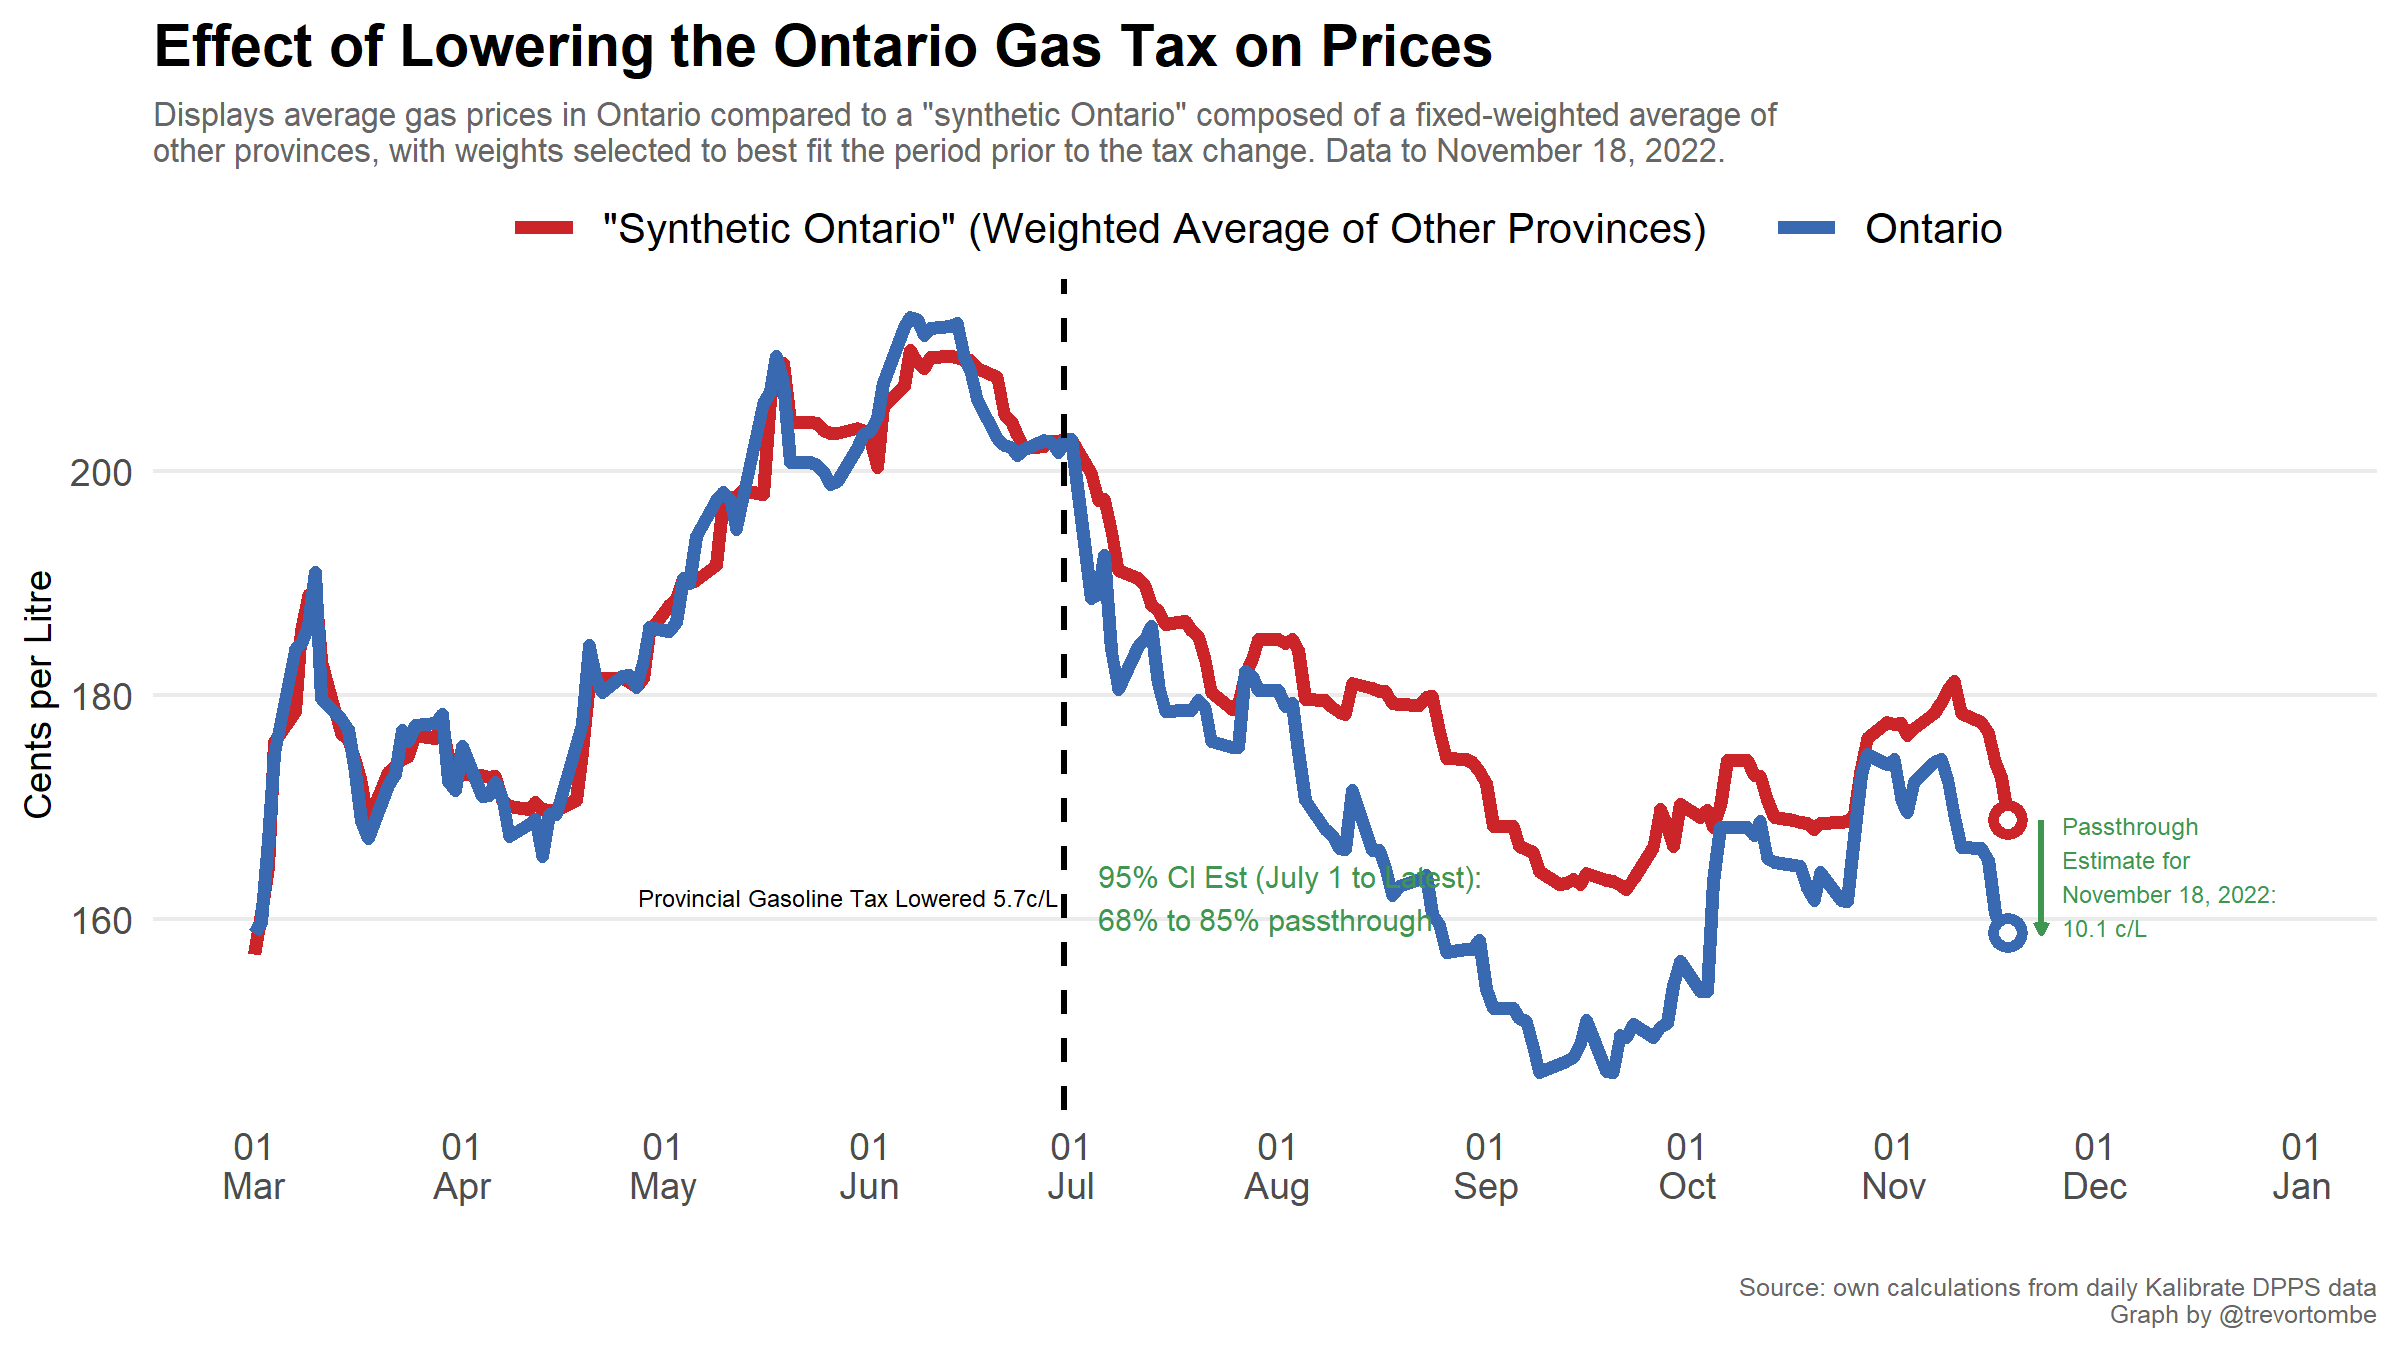 Effect of Lowering the Ontario Gas Tax on Prices
Displays average gas prices in Ontario compared to a "synthetic Ontario" composed of a fixed-weighted average of
other provinces, with weights selected to best fit the period prior to the tax change. Data to November 18, 2022.
"Synthetic Ontario" (Weighted Average of Other Provinces)
Ontario
Cents per Litre
200
180
160
Provincial Gasoline Tax Lowered 5.7c/L
95% CI Est (July 1 to Latest):
68% to 85% passthrough
Passthrough
Estimate for
November 18, 2022:
10.1 c/L
01
Mar
01
Apr
01
May
01
Jun
01
Jul
01
Aug
01
Sep
01
Oct
01
Nov
01
Dec
01
Jan
Source: own calculations from daily Kalibrate DPPS data
Graph by @trevortombe